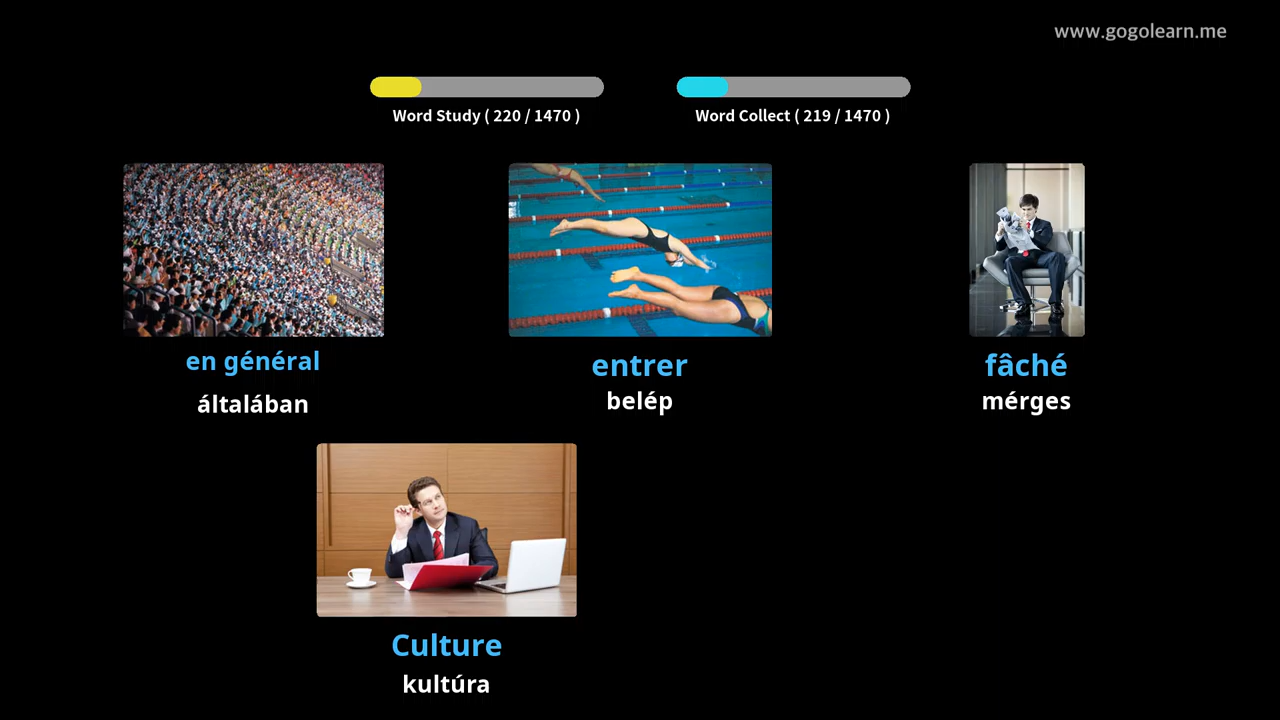 www.gogolearn.me
Word Study ( 220 / 1470 )
Word Collect ( 219 / 1470 )
en général
általában
entrer
belép
fâché
mérges
Culture
kultúra